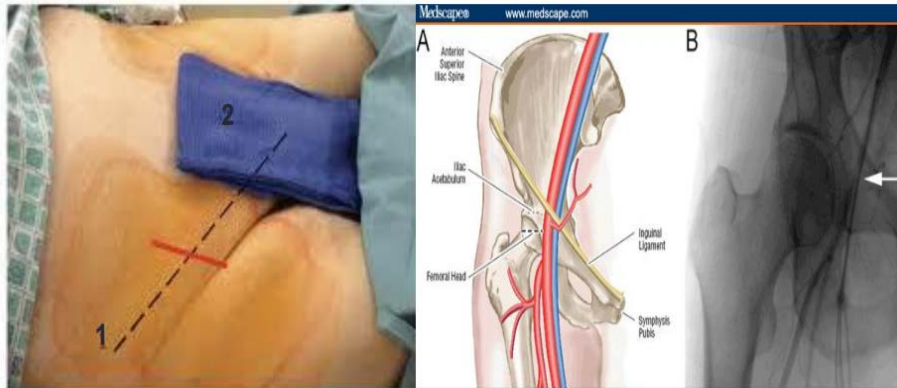 Medscape® www.medscape.com
2
1
A
Anterior
Superior
Iliac Spine
Iliac
Acetabulum
Femoral Head
Inguinal
Ligament
Symphysis
Pubis
B